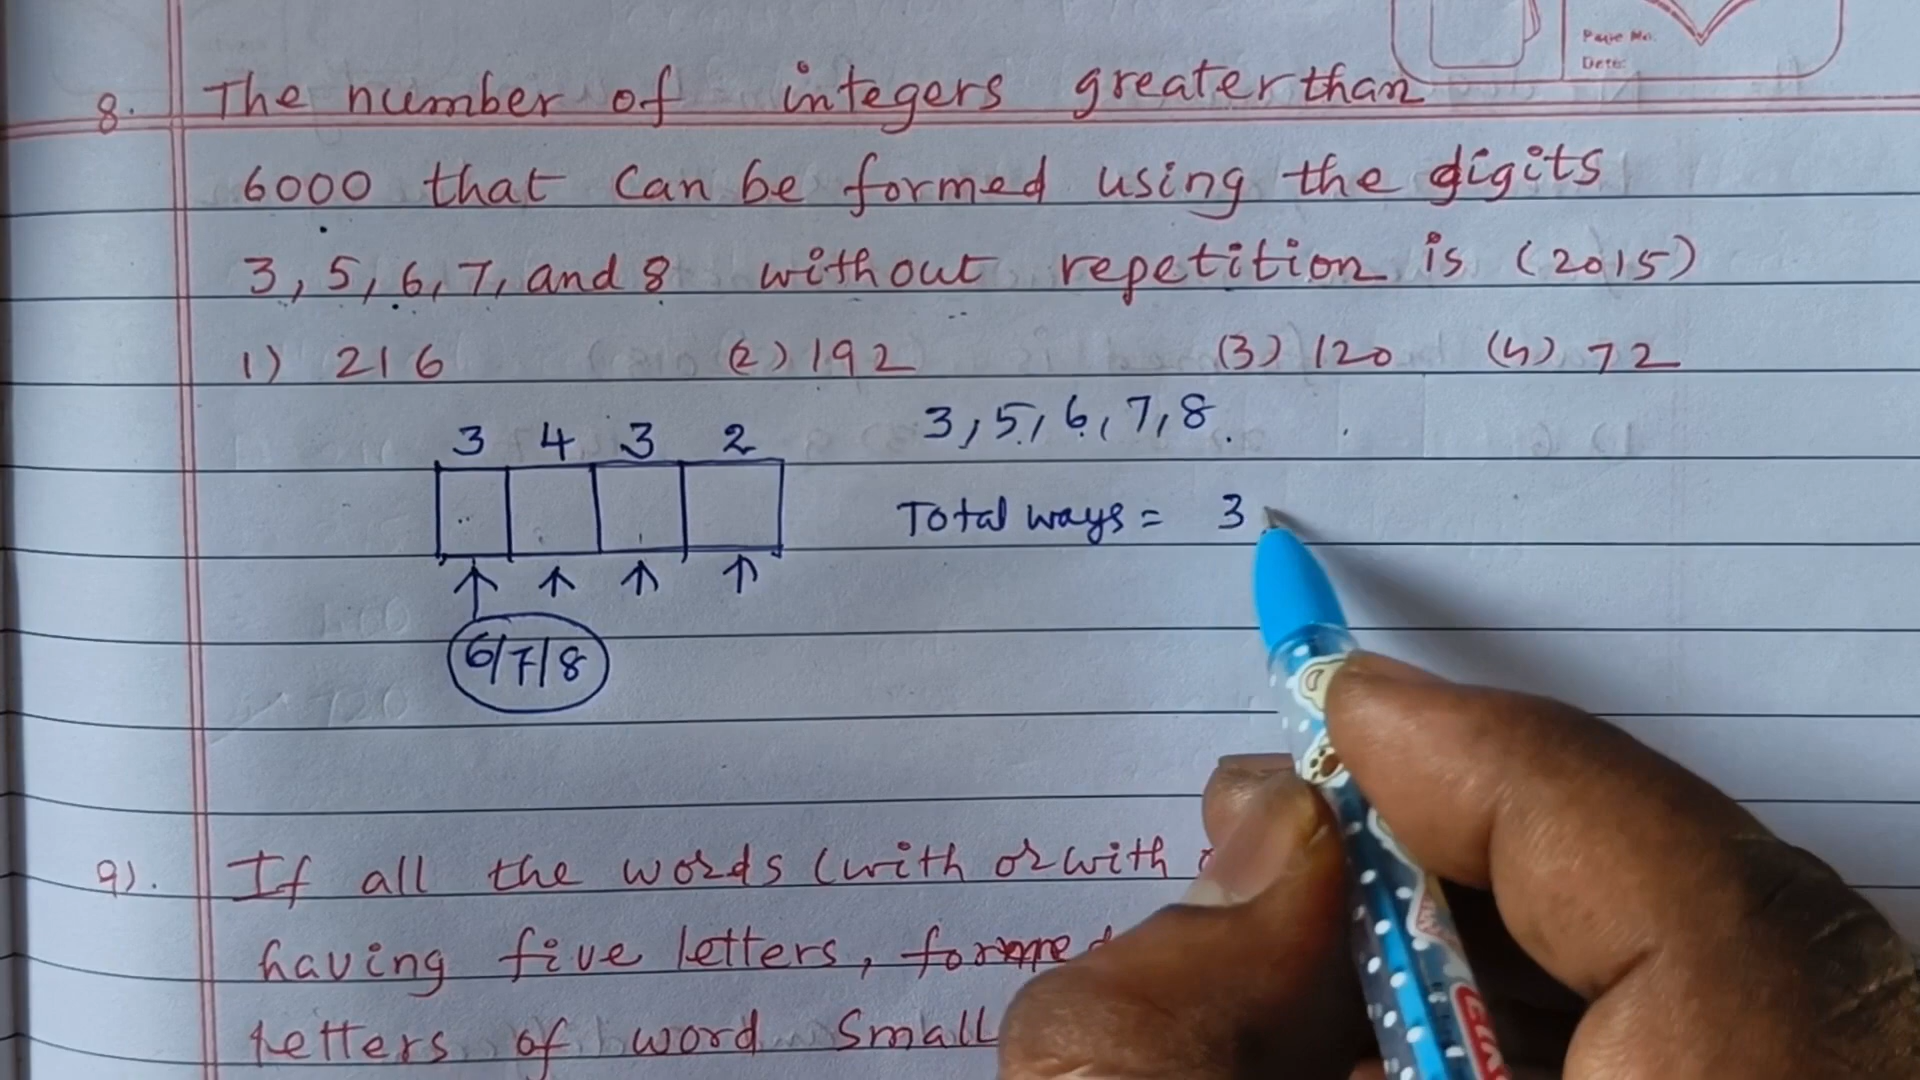 Page No.
Date:
8. The number of integers greater than
6000 that can be formed using the digits
3, 5, 6, 7, and 8 without repetition is (2015)
1) 216 (2) 192 (3) 120 (4) 72
3 4 3 2 3, 5, 6, 7, 8.
Total ways = 3
6/7/8
9). If all the words (with or with
having five letters, formed
letters of word small